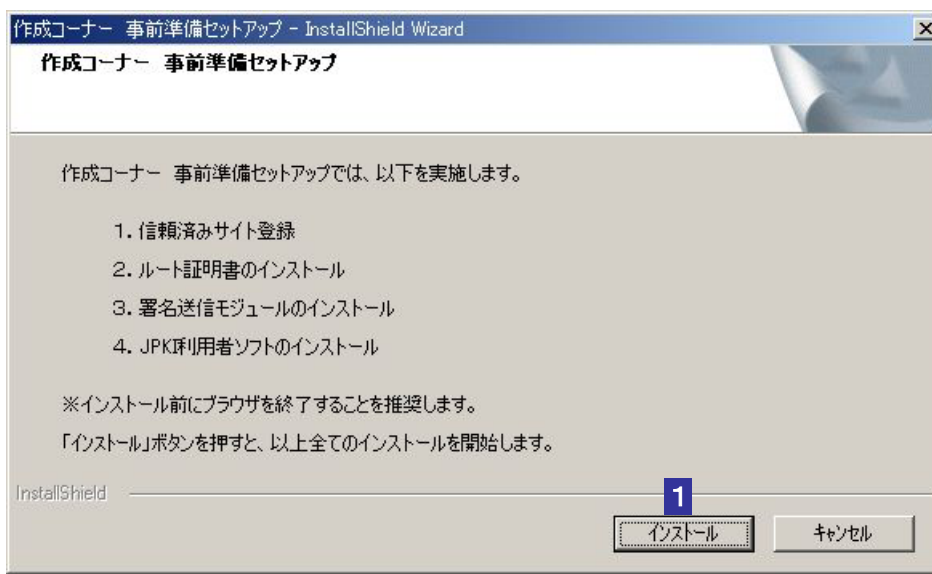 作成コーナー 事前準備セットアップ - InstallShield Wizard
作成コーナー 事前準備セットアップ
作成コーナー 事前準備セットアップでは、以下を実施します。
1. 信頼済みサイト登録
2. ルート証明書のインストール
3. 署名送信モジュールのインストール
4. JPKI利用者ソフトのインストール
※インストール前にブラウザを終了することを推奨します。
「インストール」ボタンを押すと、以上全てのインストールを開始します。
InstallShield
1
インストール キャンセル